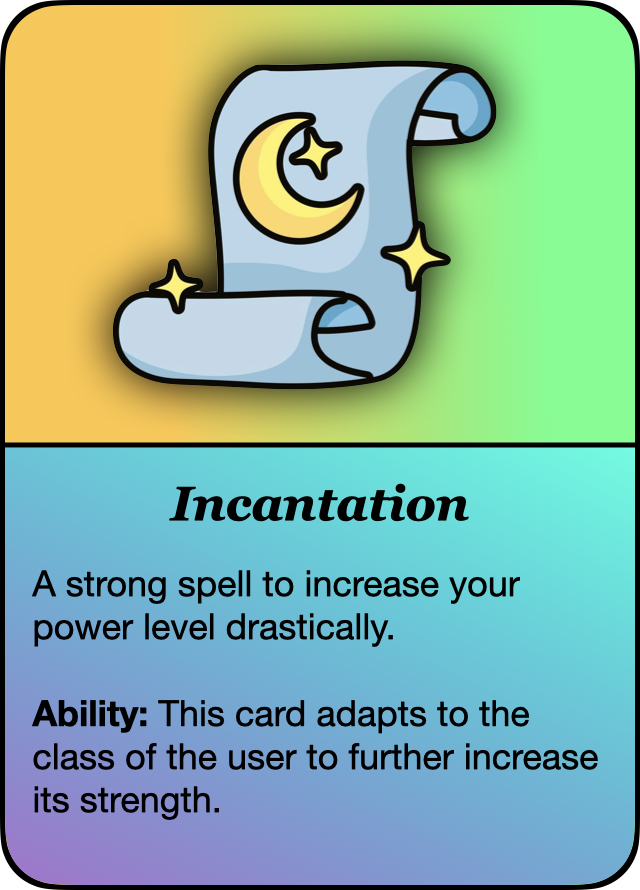 Incantation
A strong spell to increase your
power level drastically.
Ability: This card adapts to the
class of the user to further increase
its strength.